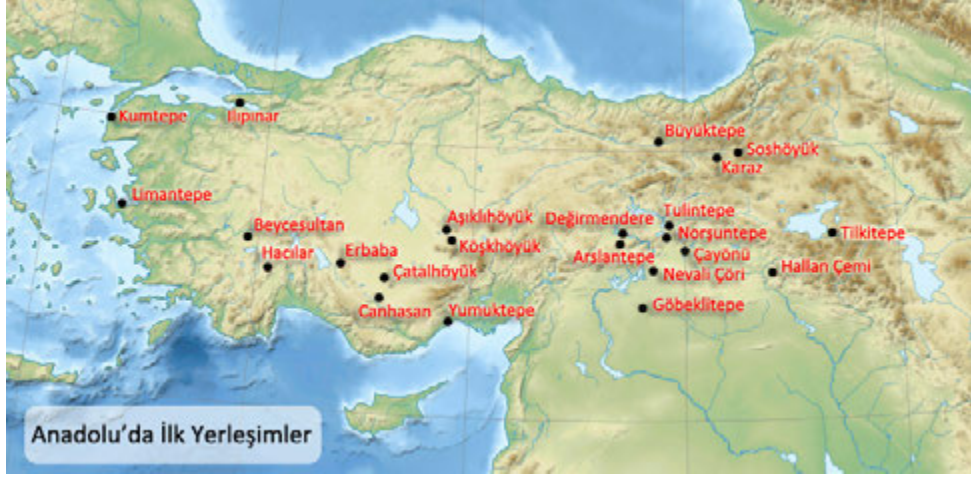 Kumtepe
Ilıpınar
Büyüktepe
Soshöyük
Karaz
Limantepe
Beycesultan
Aşıklıhöyük
Değirmendere
Tulintepe
Tilkitepe
Norşuntepe
Hacılar
Erbaba
Köşkhöyük
Arslantepe
Çayönü
Çatalhöyük
Nevali Çöri
Hallan Çemi
Canhasan
Yumuktepe
Göbeklitepe
Anadolu'da İlk Yerleşimler